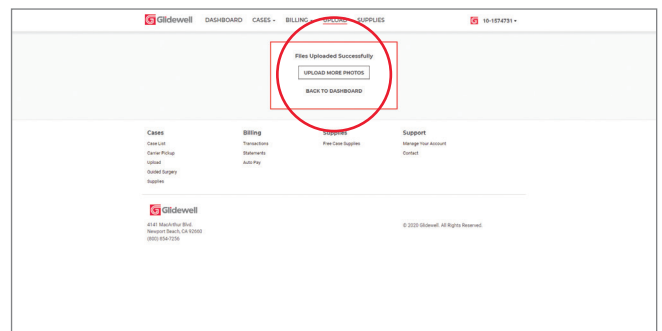 Glidewell DASHBOARD CASES BILLING UPLOAD SUPPLIES 10-1574731
Files Uploaded Successfully
UPLOAD MORE PHOTOS
BACK TO DASHBOARD
Cases Billing Supplies Support
Case List Transactions Free Case Supplies Manage Your Account
Carrier Pickup Statements Contact
Upload Auto Pay
Guided Surgery
Supplies
Glidewell
4141 MacArthur Blvd.
Newport Beach, CA 92660
(800) 854-7256
© 2020 Glidewell. All Rights Reserved.